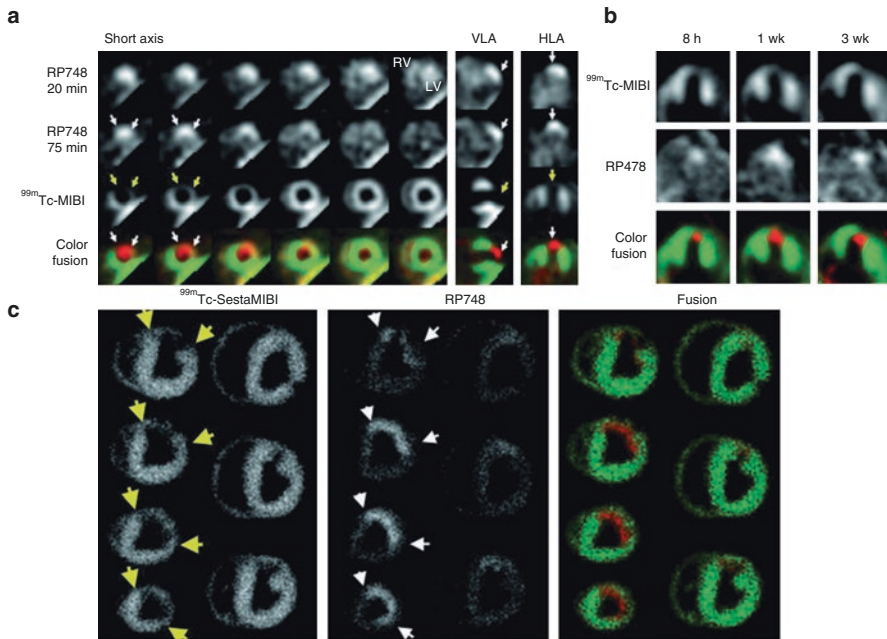 a
Short axis
VLA
HLA
RP748
20 min
RV
LV
RP748
75 min
99mTc-MIBI
Color
fusion
b
8 h
1 wk
3 wk
99mTc-MIBI
RP478
Color
fusion
c
99mTc-SestaMIBI
RP748
Fusion